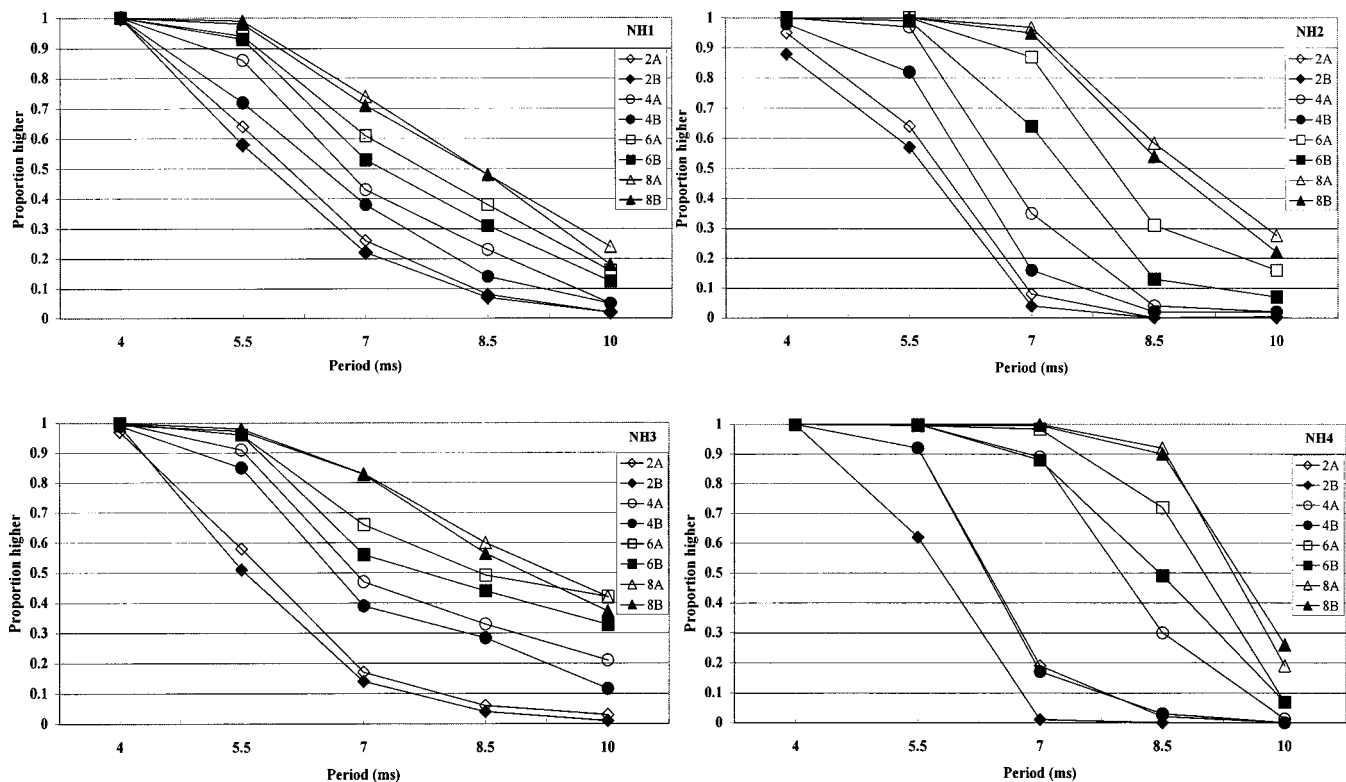 NH1
Proportion higher
1
0.9
0.8
0.7
0.6
0.5
0.4
0.3
0.2
0.1
0
4 5.5 7 8.5 10
Period (ms)
2A
2B
4A
4B
6A
6B
8A
8B
NH2
Proportion higher
1
0.9
0.8
0.7
0.6
0.5
0.4
0.3
0.2
0.1
0
4 5.5 7 8.5 10
Period (ms)
2A
2B
4A
4B
6A
6B
8A
8B
NH3
Proportion higher
1
0.9
0.8
0.7
0.6
0.5
0.4
0.3
0.2
0.1
0
4 5.5 7 8.5 10
Period (ms)
2A
2B
4A
4B
6A
6B
8A
8B
NH4
Proportion higher
1
0.9
0.8
0.7
0.6
0.5
0.4
0.3
0.2
0.1
0
4 5.5 7 8.5 10
Period (ms)
2A
2B
4A
4B
6A
6B
8A
8B